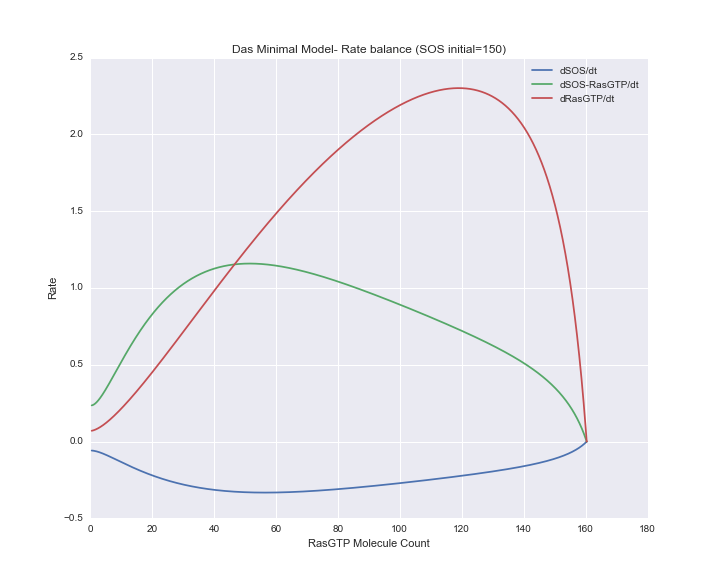 Das Minimal Model- Rate balance (SOS initial=150)
2.5
2.0
1.5
1.0
0.5
0.0
−0.5
Rate
dSOS/dt
dSOS-RasGTP/dt
dRasGTP/dt
0 20 40 60 80 100 120 140 160 180
RasGTP Molecule Count